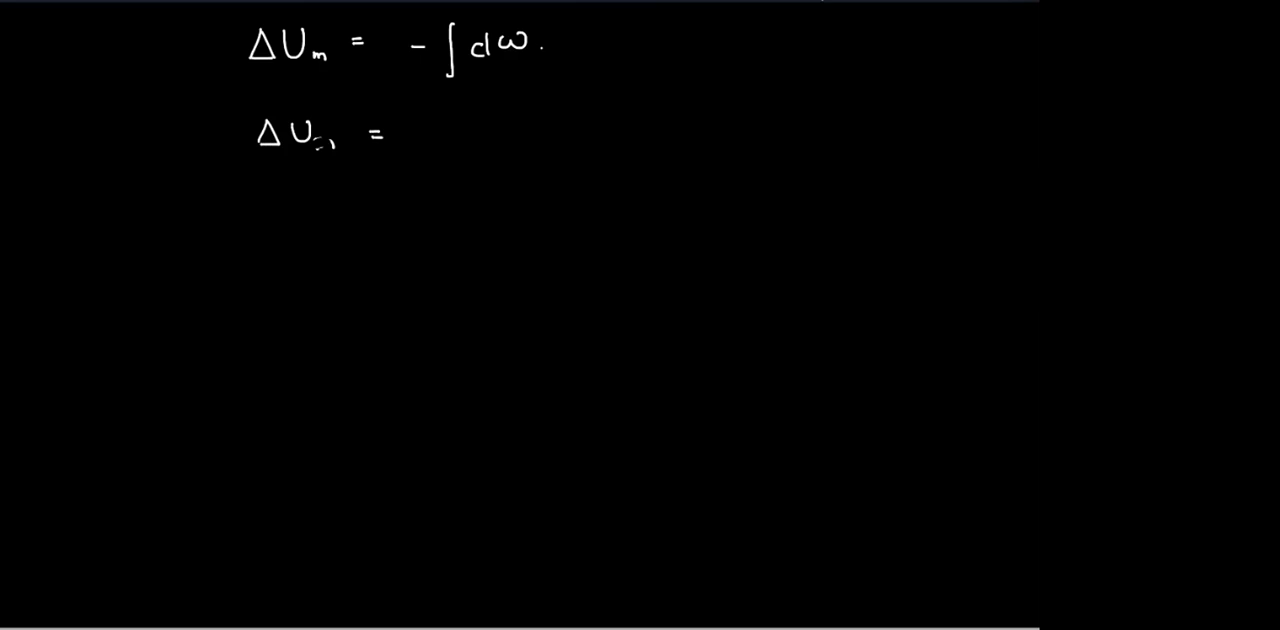 ΔUₘ = - ∫ dω.
ΔU =